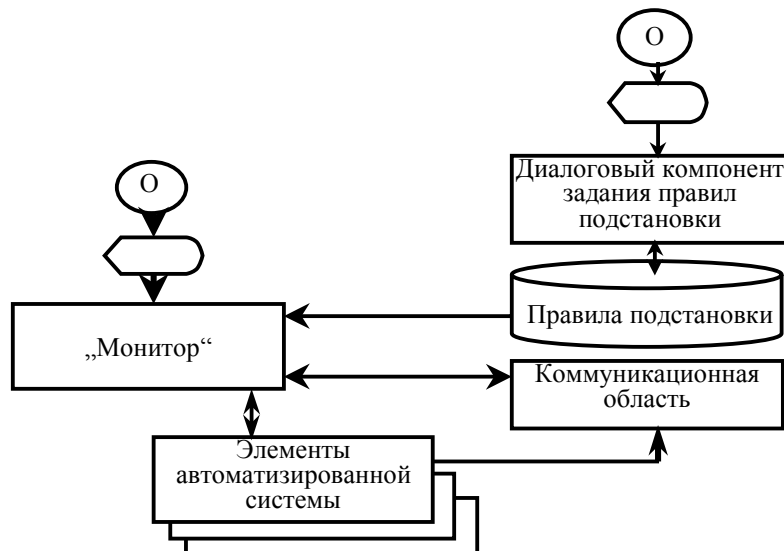 О
Диалоговый компонент
задания правил
подстановки
О
Правила подстановки
„Монитор“
Коммуникационная
область
Элементы
автоматизированной
системы